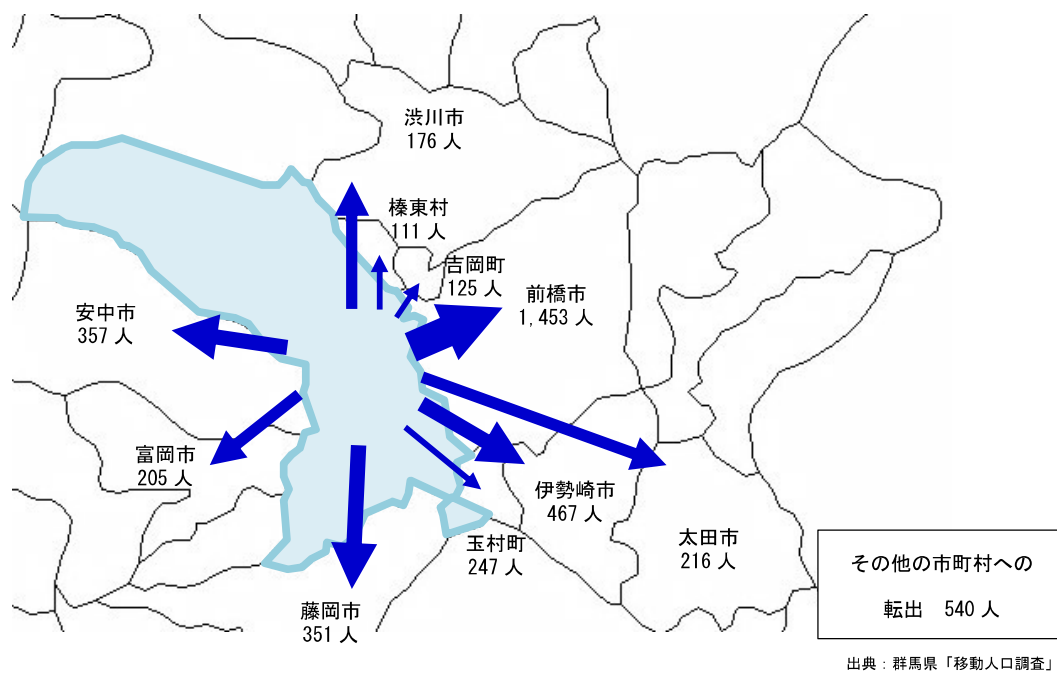 渋川市
176 人
榛東村
111 人
吉岡町
125 人
前橋市
1,453 人
安中市
357 人
富岡市
205 人
伊勢崎市
467 人
太田市
216 人
玉村町
247 人
藤岡市
351 人
その他の市町村への
転出　540 人
出典：群馬県「移動人口調査」